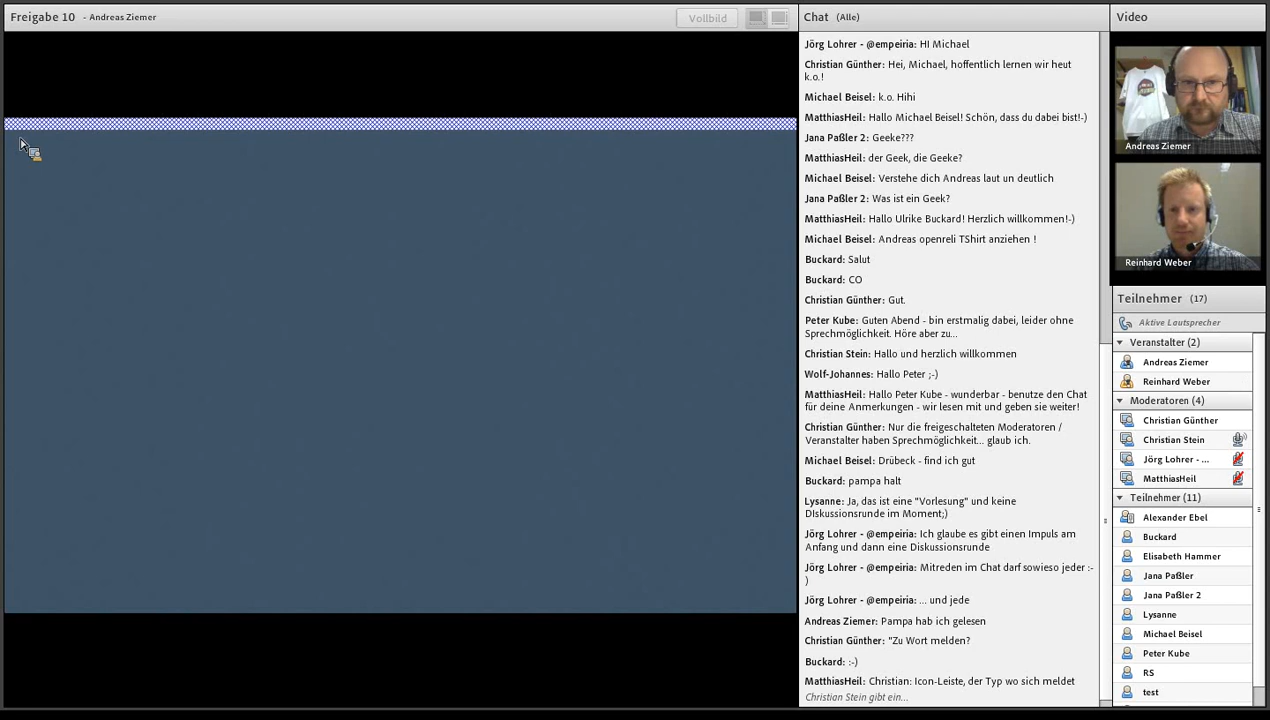 Freigabe 10 - Andreas Ziemer
Vollbild
Chat (Alle)
Jörg Lohrer - @empeiria: HI Michael
Christian Günther: Hei, Michael, hoffentlich lernen wir heut
k.o.!
Michael Beisel: k.o. Hihi
MatthiasHeil: Hallo Michael Beisel! Schön, dass du dabei bist!-)
Jana Paßler 2: Geeke???
MatthiasHeil: der Geek, die Geeke?
Michael Beisel: Verstehe dich Andreas laut un deutlich
Jana Paßler 2: Was ist ein Geek?
MatthiasHeil: Hallo Ulrike Buckard! Herzlich willkommen!-)
Michael Beisel: Andreas openreli TShirt anziehen !
Buckard: Salut
Buckard: CO
Christian Günther: Gut.
Peter Kube: Guten Abend - bin erstmalig dabei, leider ohne
Sprechmöglichkeit. Höre aber zu...
Christian Stein: Hallo und herzlich willkommen
Wolf-Johannes: Hallo Peter ;-)
MatthiasHeil: Hallo Peter Kube - wunderbar - benutze den Chat
für deine Anmerkungen - wir lesen mit und geben sie weiter!
Christian Günther: Nur die freigeschalteten Moderatoren /
Veranstalter haben Sprechmöglichkeit... glaub ich.
Michael Beisel: Drübeck - find ich gut
Buckard: pampa halt
Lysanne: Ja, das ist eine "Vorlesung" und keine
DIskussionsrunde im Moment;)
Jörg Lohrer - @empeiria: Ich glaube es gibt einen Impuls am
Anfang und dann eine Diskussionsrunde
Jörg Lohrer - @empeiria: Mitreden im Chat darf sowieso jeder :-
)
Jörg Lohrer - @empeiria: ... und jede
Andreas Ziemer: Pampa hab ich gelesen
Christian Günther: "Zu Wort melden?
Buckard: :-)
MatthiasHeil: Christian: Icon-Leiste, der Typ wo sich meldet
Christian Stein gibt ein...
Video
Andreas Ziemer
Reinhard Weber
Teilnehmer (17)
Aktive Lautsprecher
Veranstalter (2)
Andreas Ziemer
Reinhard Weber
Moderatoren (4)
Christian Günther
Christian Stein
Jörg Lohrer - ...
MatthiasHeil
Teilnehmer (11)
Alexander Ebel
Buckard
Elisabeth Hammer
Jana Paßler
Jana Paßler 2
Lysanne
Michael Beisel
Peter Kube
RS
test